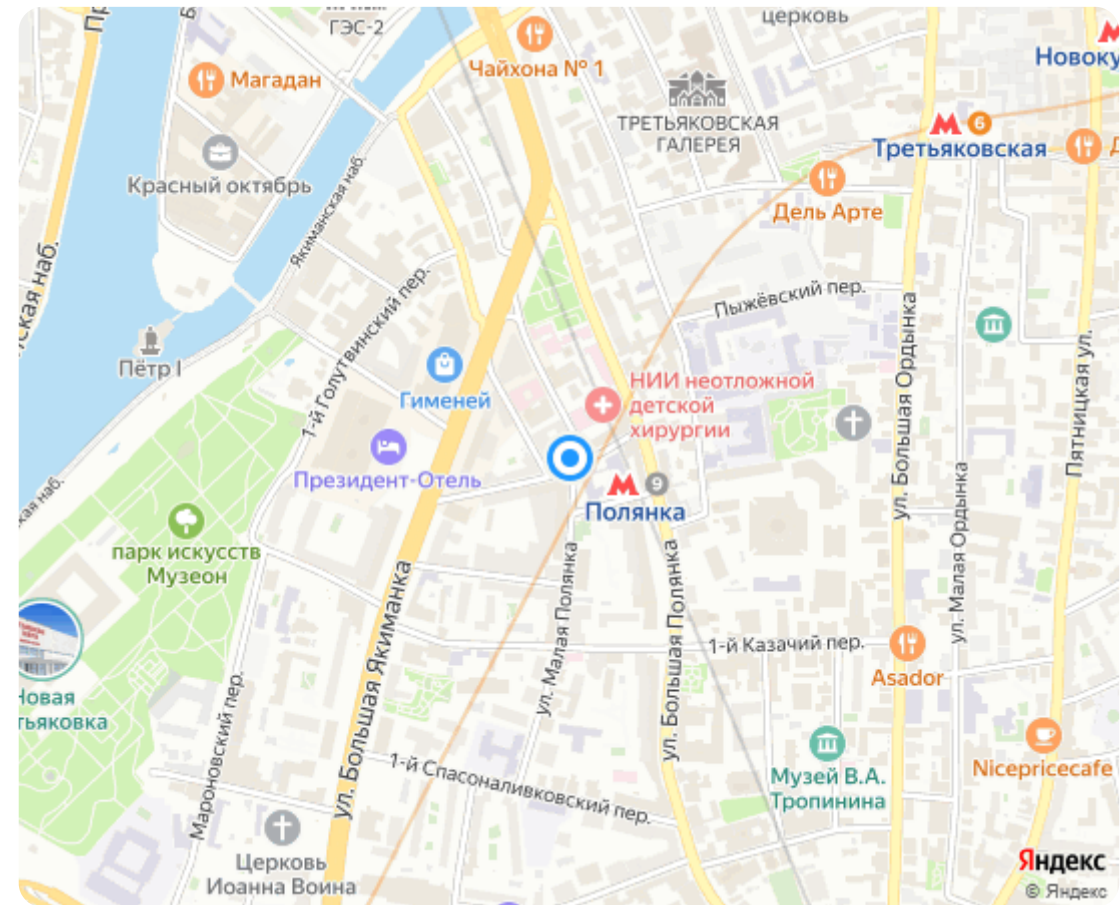 ГЭС-2
церковь
Чайхона № 1
Магадан
Новоку
ТРЕТЬЯКОВСКАЯ
ГАЛЕРЕЯ
6
Третьяковская
Красный октябрь
Якиманская наб.
Дель Арте
1-й Голутвинский пер.
Пыжёвский пер.
Пётр I
ул. Большая Ордынка
Пятницкая ул.
Гименей
НИИ неотложной
детской
хирургии
Президент-Отель
9
Полянка
парк искусств
Музеон
ул. Малая Ордынка
ул. Большая Якиманка
ул. Малая Полянка
ул. Большая Полянка
1-й Казачий пер.
Asador
Новая
тьяковка
Мароновский пер.
1-й Спасоналивковский пер.
Музей В.А.
Тропинина
Nicepricecafe
Церковь
Иоанна Воина
Яндекс
© Яндекс